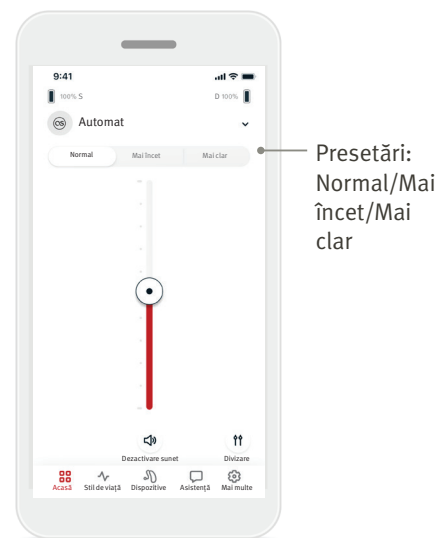 9:41
100% S
D 100%
OS Automat
Normal Mai încet Mai clar
Presetări:
Normal/Mai
încet/Mai
clar
Dezactivare sunet Divizare
Acasă Stil de viață Dispozitive Asistență Mai multe